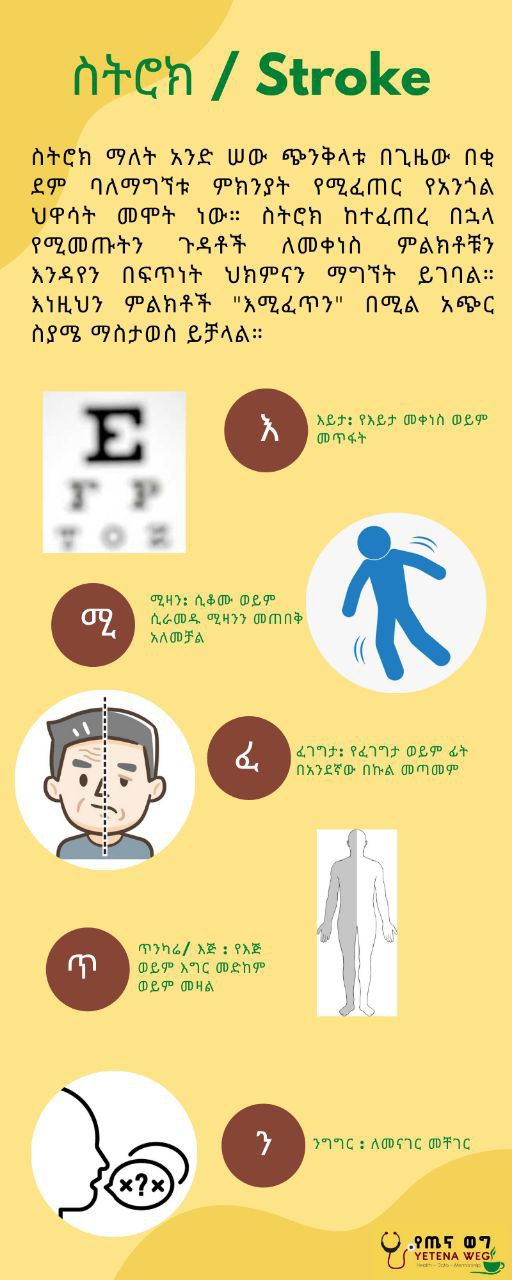 ስትሮክ / Stroke
ስትሮክ ማለት አንድ ሠው ጭንቅላቱ በጊዜው በቂ
ደም ባለማግኘቱ ምክንያት የሚፈጠር የአንጎል
ህዋሳት መሞት ነው። ስትሮክ ከተፈጠረ በኋላ
የሚመጡትን ጉዳቶች ለመቀነስ ምልክቶቹን
እንዳየን በፍጥነት ህክምናን ማግኘት ይገባል።
እነዚህን ምልክቶች "እሚፈጥን" በሚል አጭር
ስያሜ ማስታወስ ይቻላል።
E
F P
T O Z
እ
እይታ: የእይታ መቀነስ ወይም
መጥፋት
ሚ
ሚዛን: ሲቆሙ ወይም
ሲራመዱ ሚዛንን መጠበቅ
አለመቻል
ፈ
ፈገግታ: የፈገግታ ወይም ፊት
በአንደኛው በኩል መጣመም
ጥ
ጥንካሬ/ እጅ : የእጅ
ወይም እግር መድከም
ወይም መዛል
×?×
ን
ንግግር : ለመናገር መቸገር
የጤና ወግ
YETENA WEG
Health - Data - Mentorship